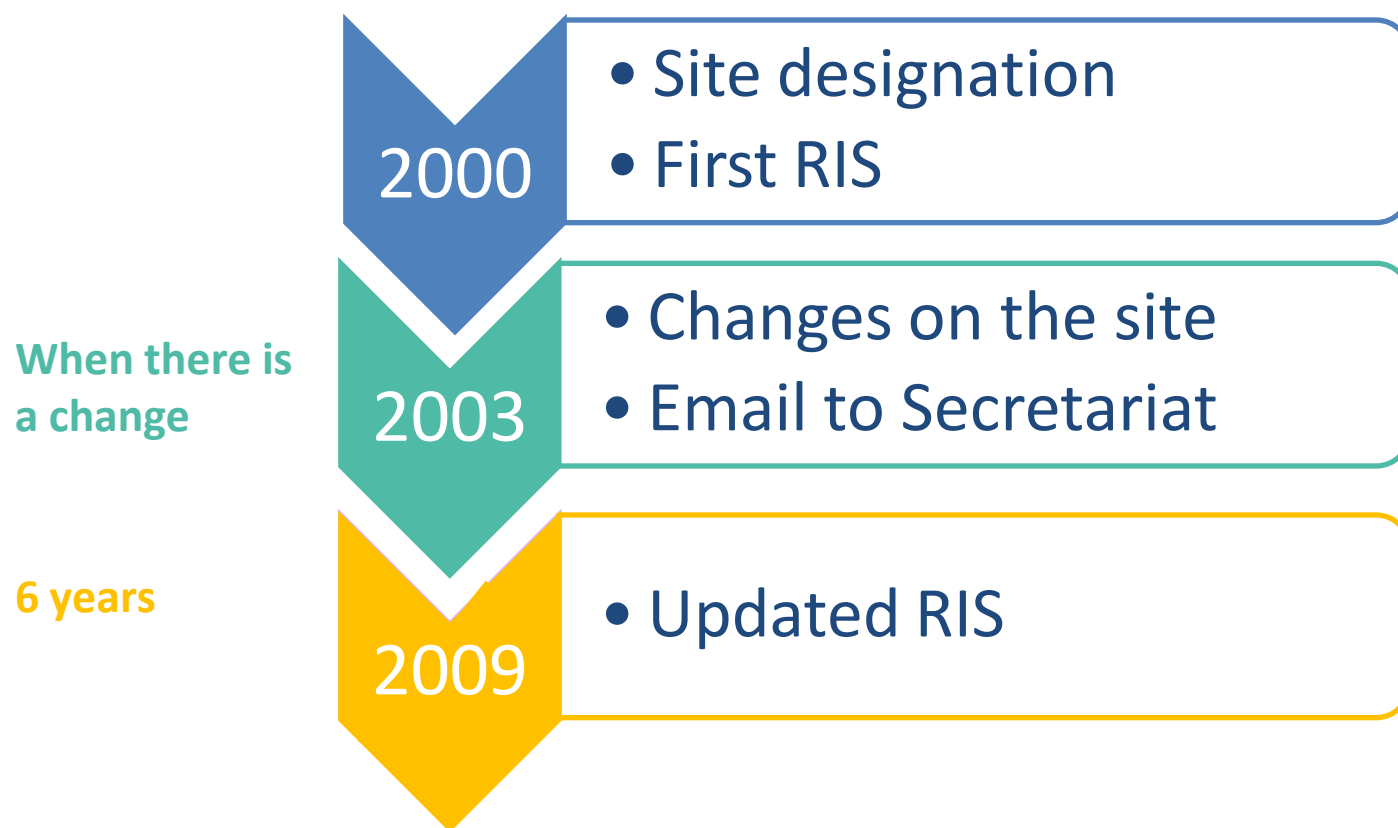 2000
• Site designation
• First RIS
When there is
a change
2003
• Changes on the site
• Email to Secretariat
6 years
2009
• Updated RIS